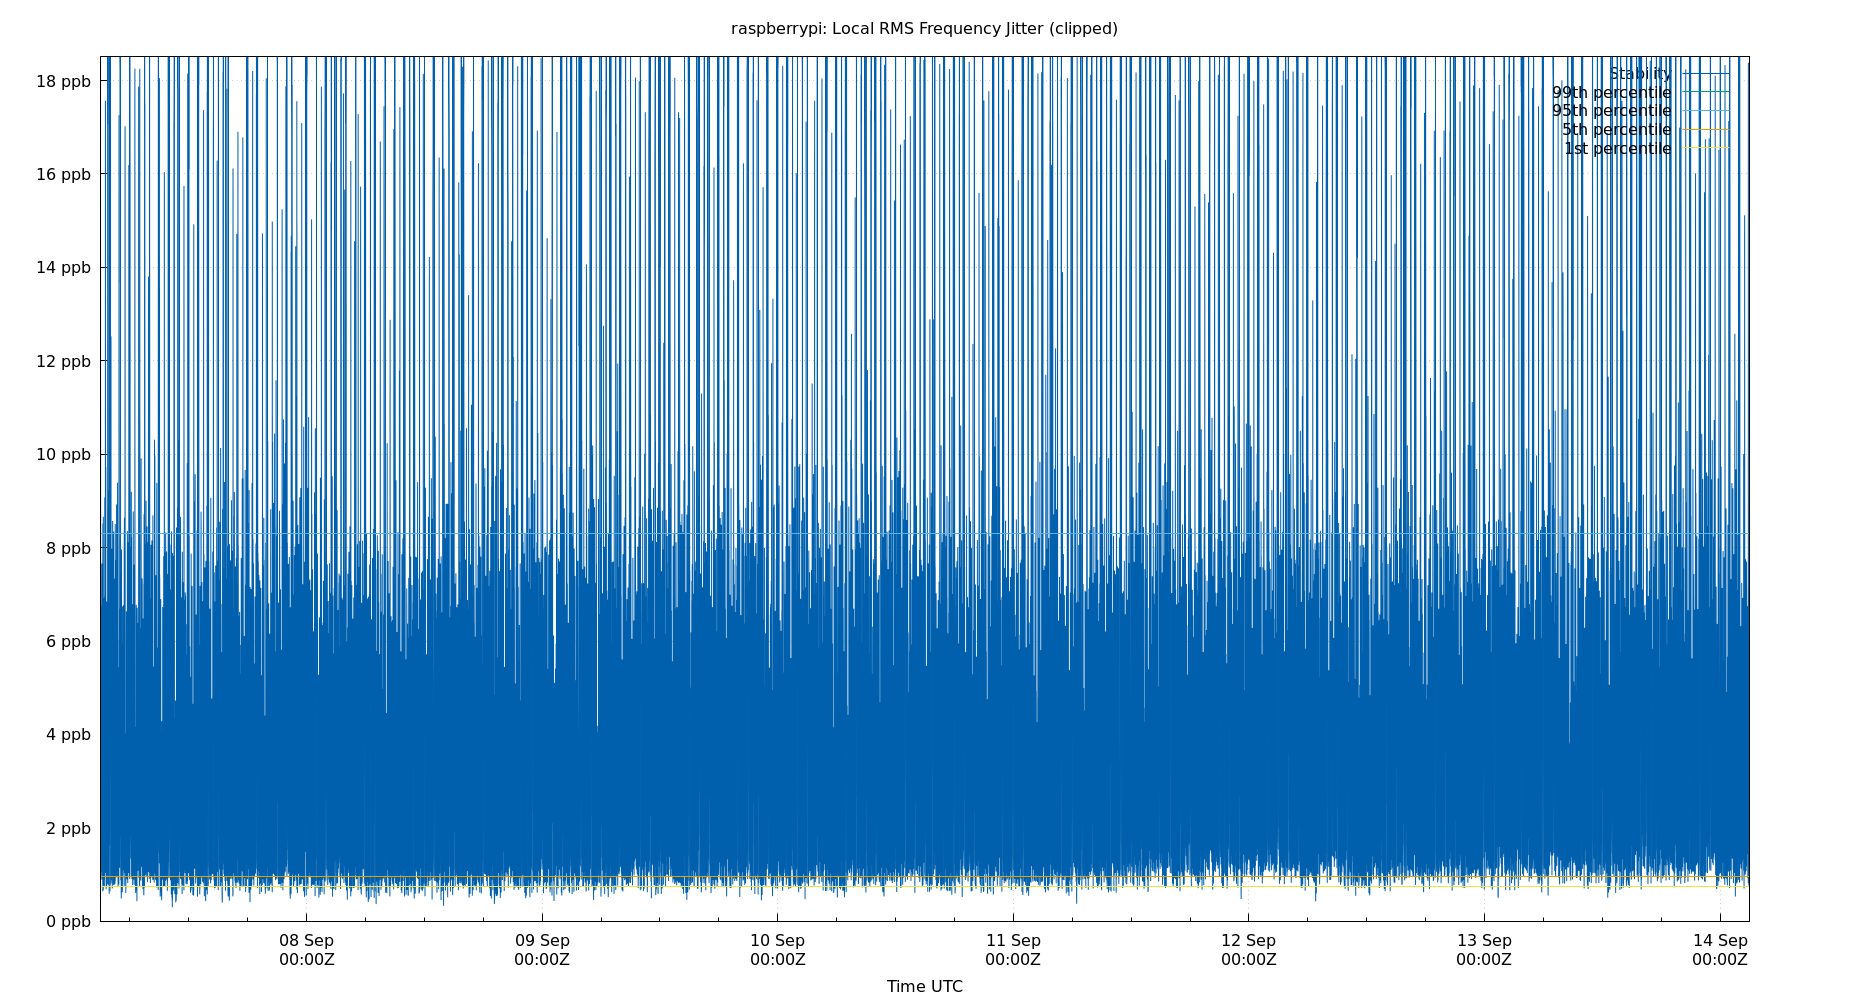 raspberrypi: Local RMS Frequency Jitter (clipped)
18 ppb
16 ppb
14 ppb
12 ppb
10 ppb
8 ppb
6 ppb
4 ppb
2 ppb
0 ppb
Stability
99th percentile
95th percentile
5th percentile
1st percentile
08 Sep
00:00Z
09 Sep
00:00Z
10 Sep
00:00Z
11 Sep
00:00Z
12 Sep
00:00Z
13 Sep
00:00Z
14 Sep
00:00Z
Time UTC